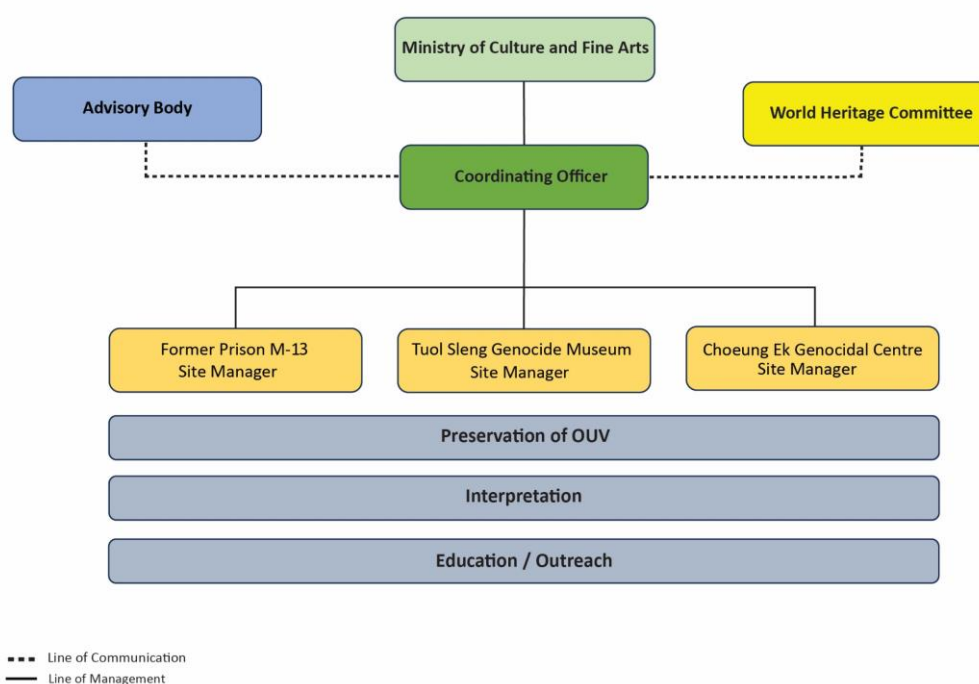 Ministry of Culture and Fine Arts
Advisory Body
World Heritage Committee
Coordinating Officer
Former Prison M-13
Site Manager
Tuol Sleng Genocide Museum
Site Manager
Choeung Ek Genocidal Centre
Site Manager
Preservation of OUV
Interpretation
Education / Outreach
Line of Communication
Line of Management